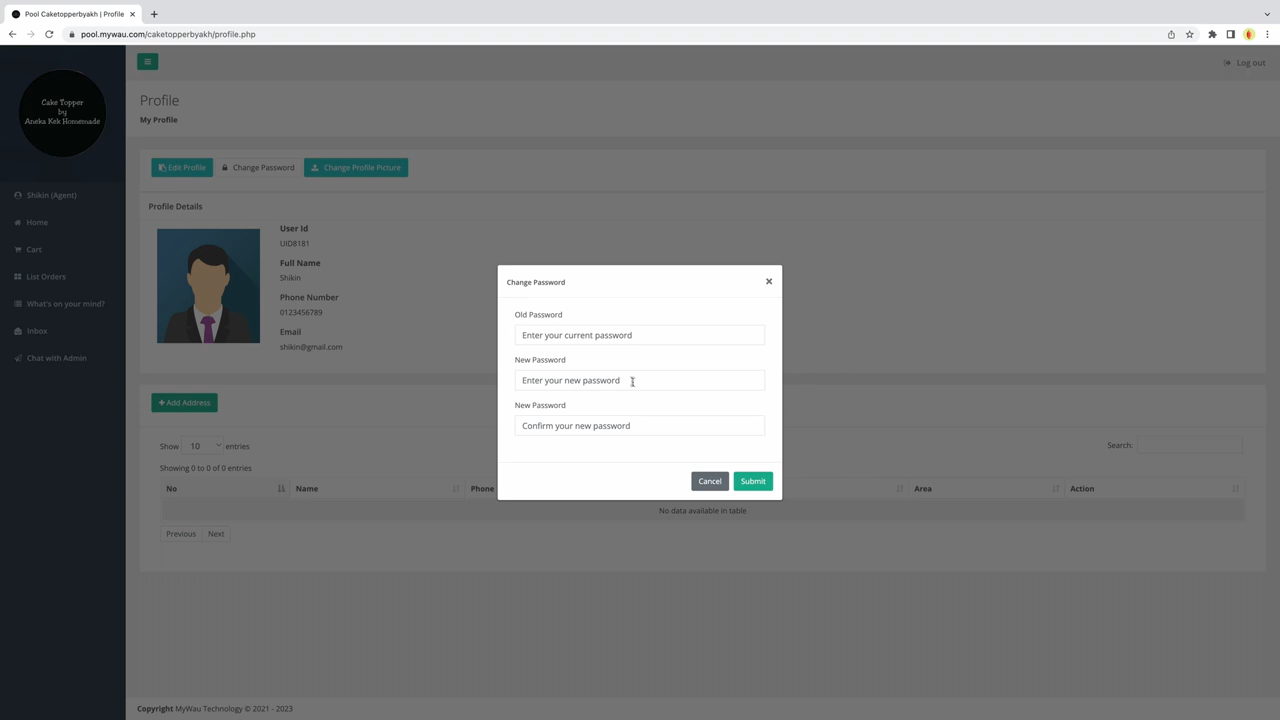 Pool Caketopperbyakh | Profile
pool.mywau.com/caketopperbyakh/profile.php
Cake Topper
by
Aneka Kek Homemade
Log out
Profile
My Profile
Edit Profile
Change Password
Change Profile Picture
Shikin (Agent)
Home
Cart
List Orders
What's on your mind?
Inbox
Chat with Admin
Profile Details
User Id
UID8181
Full Name
Shikin
Phone Number
0123456789
Email
shikin@gmail.com
Change Password
×
Old Password
Enter your current password
New Password
Enter your new password
New Password
Confirm your new password
Cancel
Submit
+ Add Address
Show 10 entries
Search:
Showing 0 to 0 of 0 entries
No Name Phone Area Action
No data available in table
Previous Next
Copyright MyWau Technology © 2021 - 2023